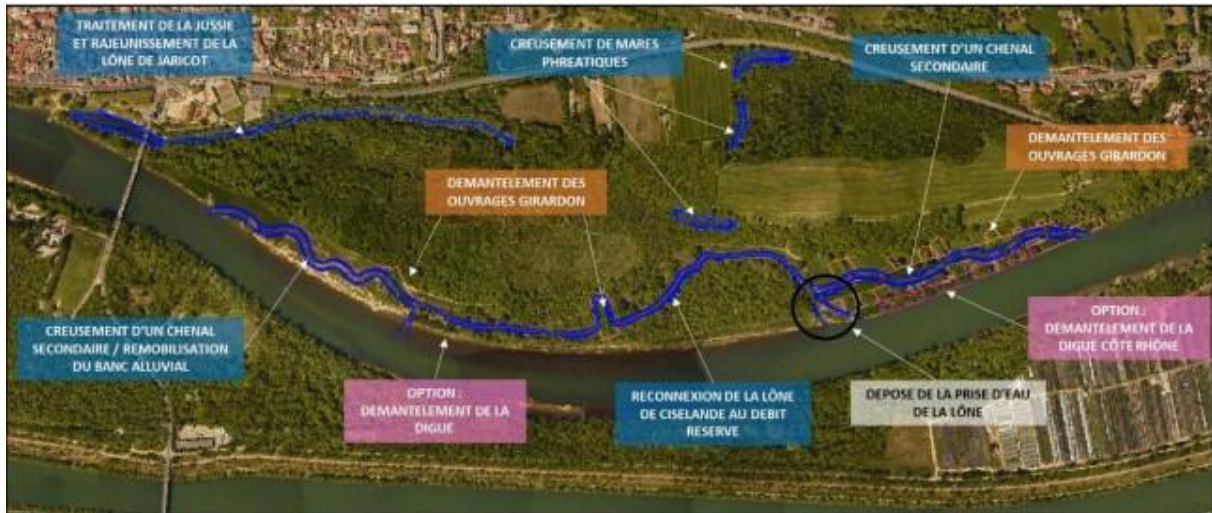 TRAITEMENT DE LA JUSSIE
ET RAJEUNISSEMENT DE LA
LÔNE DE JARICOT
CREUSEMENT DE MARES
PHREATIQUES
CREUSEMENT D'UN CHENAL
SECONDAIRE
DEMANTELEMENT DES
OUVRAGES GIRARDON
DEMANTELEMENT DES
OUVRAGES GIRARDON
CREUSEMENT D'UN CHENAL
SECONDAIRE / REMOBILISATION
DU BANC ALLUVIAL
OPTION :
DEMANTELEMENT DE LA
DIGUE
RECONNEXION DE LA LÔNE
DE CISELANDE AU DEBIT
RESERVE
DEPOSE DE LA PRISE D'EAU
DE LA LÔNE
OPTION :
DEMANTELEMENT DE LA
DIGUE CÔTE RHÔNE